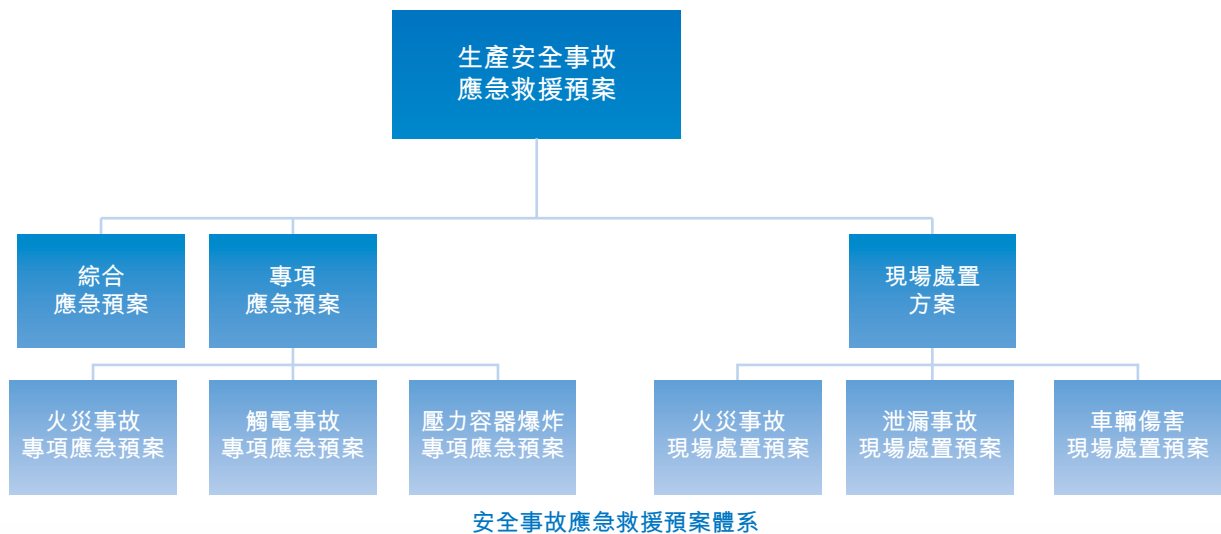 生產安全事故
應急救援預案
綜合
應急預案
專項
應急預案
現場處置
方案
火災事故
專項應急預案
觸電事故
專項應急預案
壓力容器爆炸
專項應急預案
火災事故
現場處置預案
泄漏事故
現場處置預案
車輛傷害
現場處置預案
安全事故應急救援預案體系